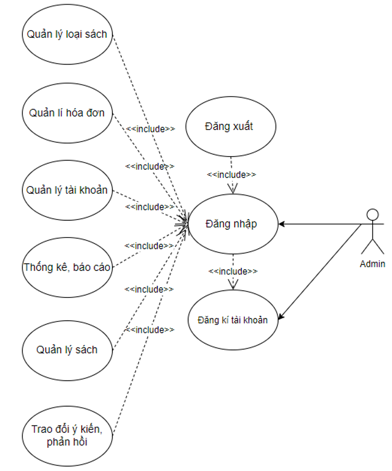 Quản lý loại sách
<<include>>
Quản lí hóa đơn
<<include>>
Đăng xuất
<<include>>
<<include>>
Quản lý tài khoản
<<include>>
Đăng nhập
Admin
Thống kê, báo cáo
<<include>>
<<include>>
<<include>>
Đăng kí tài khoản
Quản lý sách
<<include>>
Trao đổi ý kiến,
phản hồi